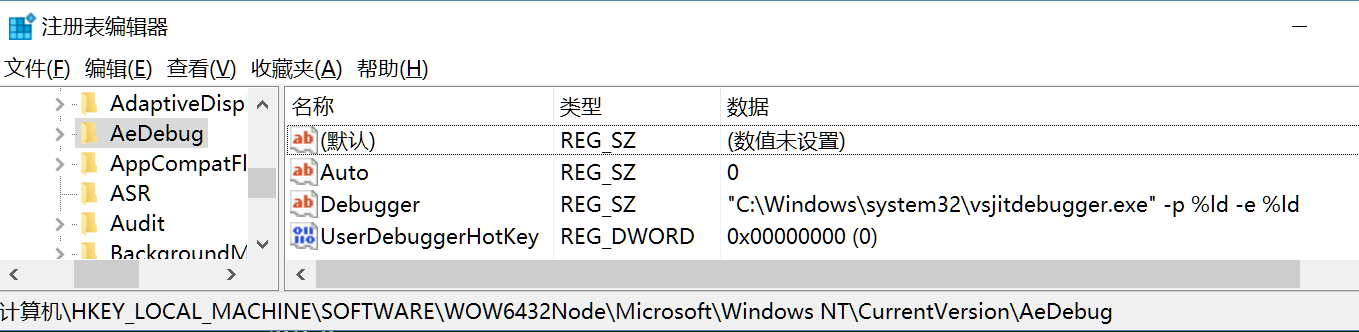 注册表编辑器
文件(F) 编辑(E) 查看(V) 收藏夹(A) 帮助(H)
AdaptiveDisp
AeDebug
AppCompatFl
ASR
Audit
BackgroundM
名称 类型 数据
(默认) REG_SZ (数值未设置)
Auto REG_SZ 0
Debugger REG_SZ "C:\Windows\system32\vsjitdebugger.exe" -p %ld -e %ld
UserDebuggerHotKey REG_DWORD 0x00000000 (0)
计算机\HKEY_LOCAL_MACHINE\SOFTWARE\WOW6432Node\Microsoft\Windows NT\CurrentVersion\AeDebug